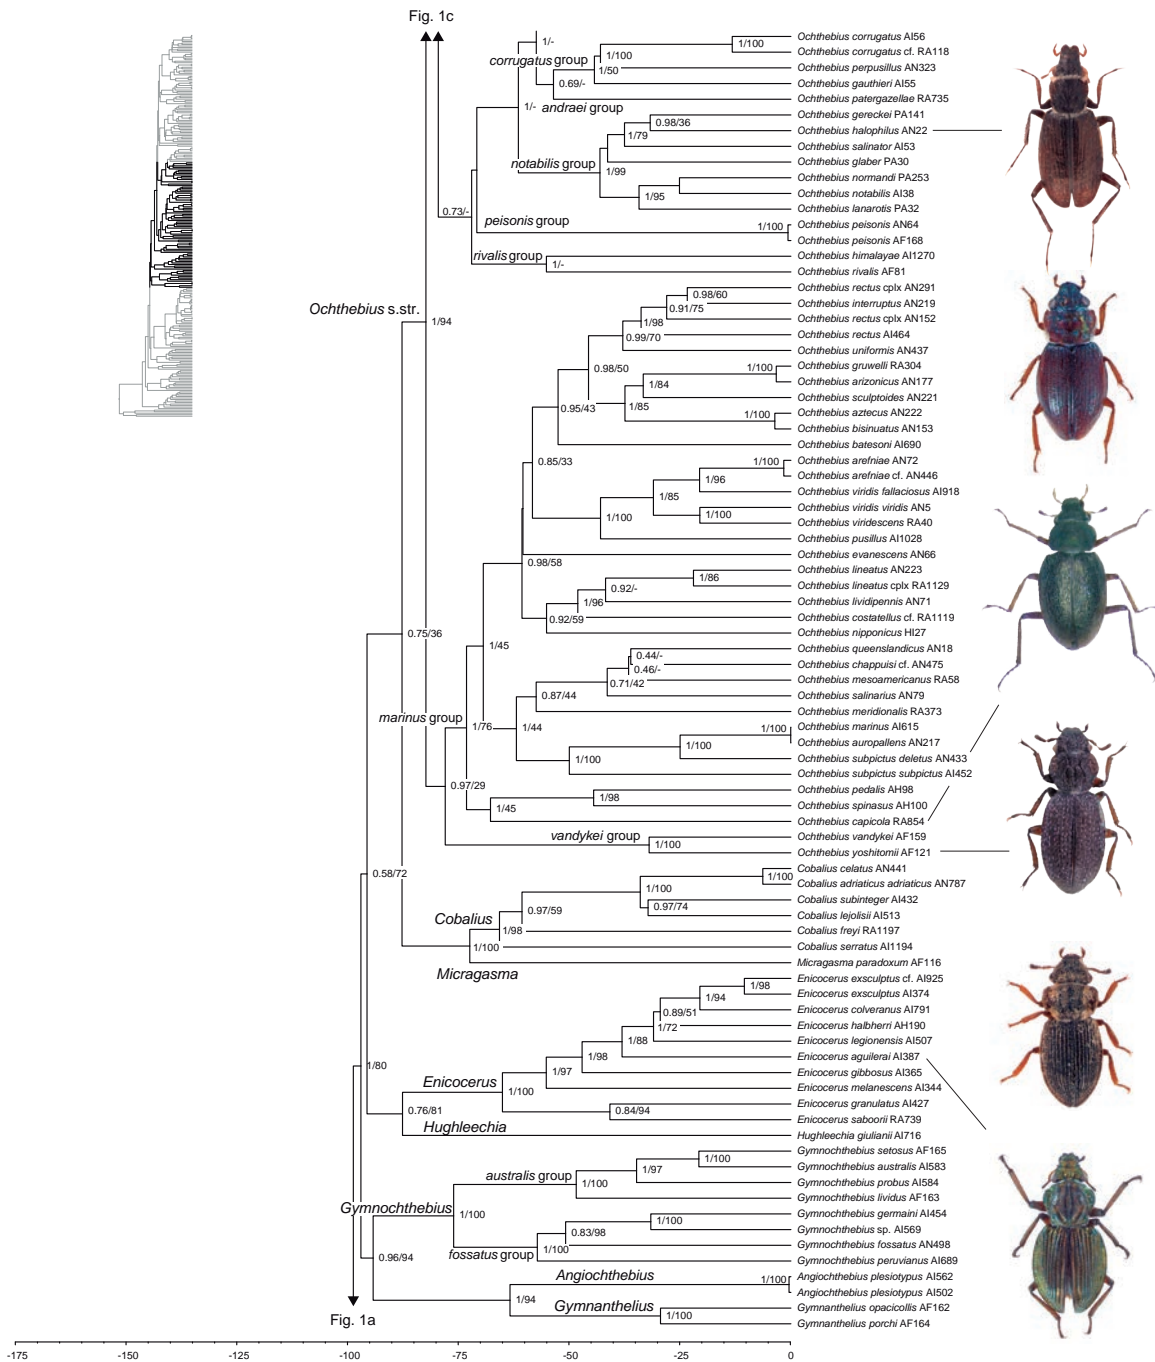 Fig. 1c
Ochthebius corrugatus AI56
Ochthebius corrugatus cf. RA118
Ochthebius perpusillus AN323
Ochthebius gauthieri AI55
Ochthebius patergazellae RA735
Ochthebius gereckei PA141
Ochthebius halophilus AN22
Ochthebius salinator AI53
Ochthebius glaber PA30
Ochthebius normandi PA253
Ochthebius notabilis AI38
Ochthebius lanarotis PA32
Ochthebius peisonis AN64
Ochthebius peisonis AF168
Ochthebius himalayae AI1270
Ochthebius rivalis AF81
Ochthebius rectus cplx AN291
Ochthebius interruptus AN219
Ochthebius rectus cplx AN152
Ochthebius rectus AI464
Ochthebius uniformis AN437
Ochthebius gruwelli RA304
Ochthebius arizonicus AN177
Ochthebius sculptoides AN221
Ochthebius aztecus AN222
Ochthebius bisinuatus AN153
Ochthebius batesoni AI690
Ochthebius arefniae AN72
Ochthebius arefniae cf. AN446
Ochthebius viridis fallaciosus AI918
Ochthebius viridis viridis AN5
Ochthebius viridescens RA40
Ochthebius pusillus AI1028
Ochthebius evanescens AN66
Ochthebius lineatus AN223
Ochthebius lineatus cplx RA1129
Ochthebius lividipennis AN71
Ochthebius costatellus cf. RA1119
Ochthebius nipponicus HI27
Ochthebius queenslandicus AN18
Ochthebius chappuisi cf. AN475
Ochthebius mesoamericanus RA58
Ochthebius salinarius AN79
Ochthebius meridionalis RA373
Ochthebius marinus AI615
Ochthebius auropallens AN217
Ochthebius subpictus deletus AN433
Ochthebius subpictus subpictus AI452
Ochthebius pedalis AH98
Ochthebius spinasus AH100
Ochthebius capicola RA854
Ochthebius vandykei AF159
Ochthebius yoshitomii AF121
Cobalius celatus AN441
Cobalius adriaticus adriaticus AN787
Cobalius subinteger AI432
Cobalius lejolisii AI513
Cobalius freyi RA1197
Cobalius serratus AI1194
Micragasma paradoxum AF116
Enicocerus exsculptus cf. AI925
Enicocerus exsculptus AI374
Enicocerus colveranus AI791
Enicocerus halbherri AH190
Enicocerus legionensis AI507
Enicocerus aguilerai AI387
Enicocerus gibbosus AI365
Enicocerus melanescens AI344
Enicocerus granulatus AI427
Enicocerus saboorii RA739
Hughleechia giulianii AI716
Gymnochthebius setosus AF165
Gymnochthebius australis AI583
Gymnochthebius probus AI584
Gymnochthebius lividus AF163
Gymnochthebius germaini AI454
Gymnochthebius sp. AI569
Gymnochthebius fossatus AN498
Gymnochthebius peruvianus AI689
Angiochthebius plesiotypus AI562
Angiochthebius plesiotypus AI502
Gymnanthelius opacicollis AF162
Gymnanthelius porchi AF164
1/-
corrugatus group
1/100
1/100
1/50
0.69/-
andraei group
1/-
0.98/36
1/79
notabilis group
1/99
1/95
0.73/-
peisonis group
1/100
rivalis group
1/-
Ochthebius s.str.
1/94
0.98/60
0.91/75
1/98
0.99/70
0.98/50
1/100
1/84
1/85
0.95/43
1/100
0.85/33
1/100
1/96
1/85
1/100
1/100
0.98/58
1/86
0.92/-
1/96
0.92/59
0.75/36
1/45
0.44/-
0.46/-
0.71/42
0.87/44
marinus group
1/76
1/44
1/100
1/100
1/100
0.97/29
1/98
1/45
vandykei group
1/100
0.58/72
1/100
1/100
0.97/74
0.97/59
Cobalius
1/98
1/100
Micragasma
1/98
1/94
0.89/51
1/72
1/88
1/98
1/97
1/80
Enicocerus
1/100
0.84/94
0.76/81
Hughleechia
1/100
1/97
australis group
1/100
Gymnochthebius
1/100
1/100
0.83/98
fossatus group
1/100
0.96/94
Angiochthebius
1/100
1/94
Gymnanthelius
1/100
Fig. 1a
-175
-150
-125
-100
-75
-50
-25
0